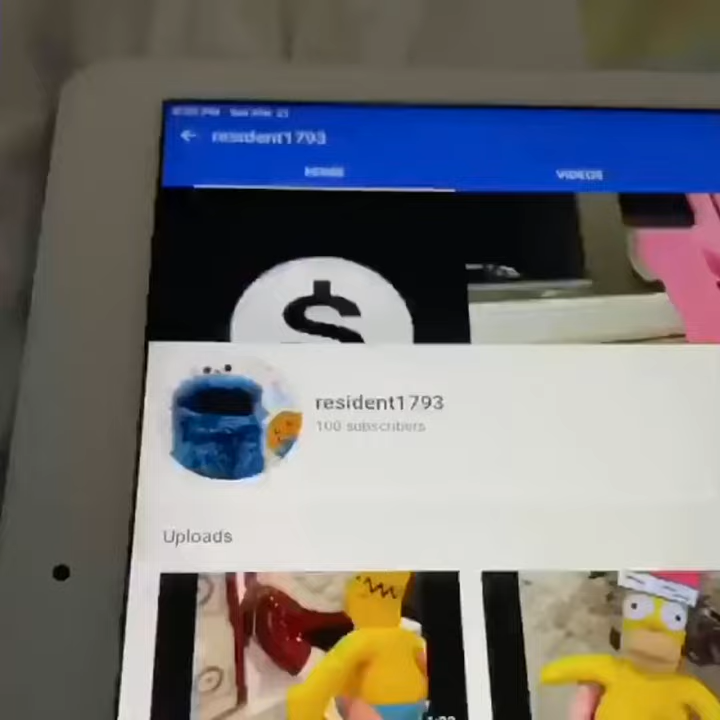 resident1793
HOME
VIDEOS
$
resident1793
100 subscribers
Uploads